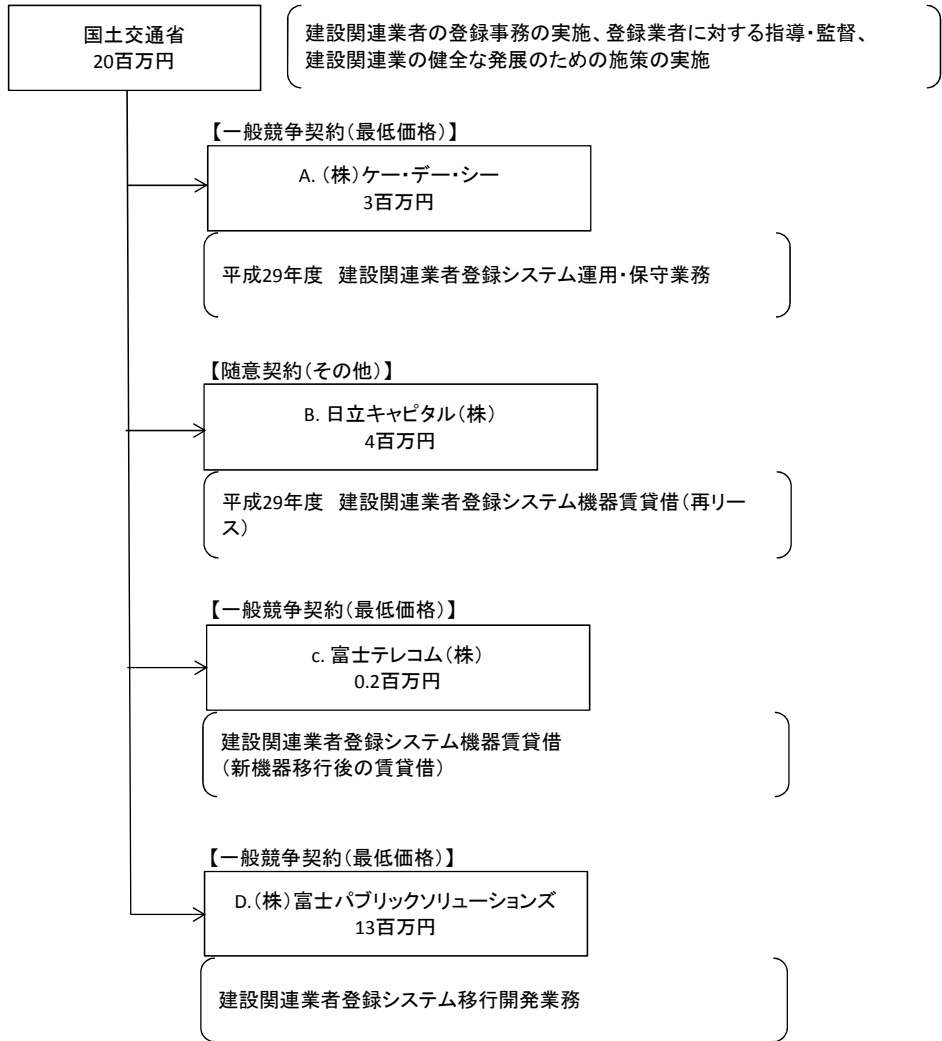 国土交通省
20百万円
建設関連業者の登録事務の実施、登録業者に対する指導・監督、
建設関連業の健全な発展のための施策の実施
【一般競争契約(最低価格)】
A. (株)ケー・デー・シー
3百万円
平成29年度　建設関連業者登録システム運用・保守業務
【随意契約(その他)】
B. 日立キャピタル(株)
4百万円
平成29年度　建設関連業者登録システム機器賃貸借(再リー
ス)
【一般競争契約(最低価格)】
c. 富士テレコム(株)
0.2百万円
建設関連業者登録システム機器賃貸借
(新機器移行後の賃貸借)
【一般競争契約(最低価格)】
D.(株)富士パブリックソリューションズ
13百万円
建設関連業者登録システム移行開発業務